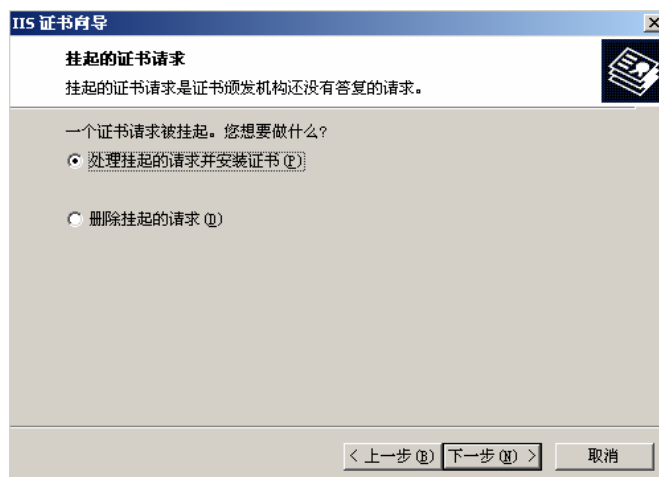 IIS 证书向导
挂起的证书请求
挂起的证书请求是证书颁发机构还没有答复的请求。
一个证书请求被挂起。您想要做什么?
处理挂起的请求并安装证书(P)
删除挂起的请求(D)
< 上一步(B) 下一步(N) > 取消